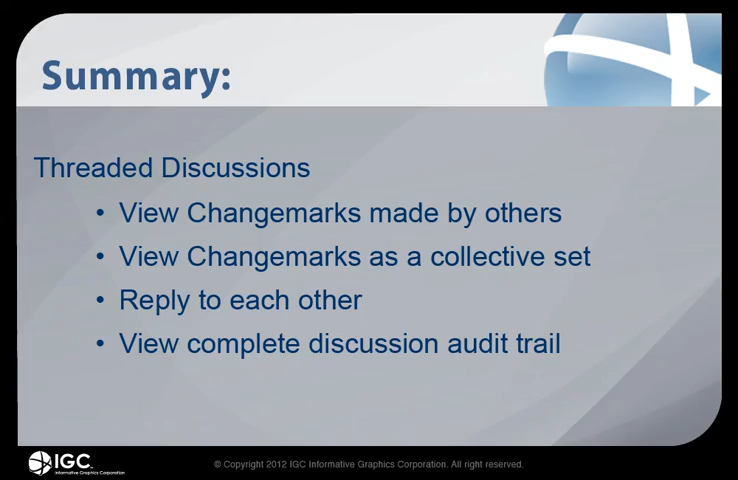 Summary:
Threaded Discussions
• View Changemarks made by others
• View Changemarks as a collective set
• Reply to each other
• View complete discussion audit trail
IGC
Informative Graphics Corporation
© Copyright 2012 IGC Informative Graphics Corporation. All right reserved.